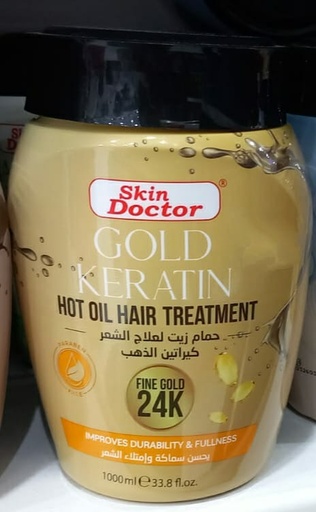 Skin
Doctor
®
GOLD
KERATIN
HOT OIL HAIR TREATMENT
حمام زيت لعلاج الشعر
كيراتين الذهب
FINE GOLD
24K
IMPROVES DURABILITY & FULLNESS
يحسن سماكة وإمتلاء الشعر
1000ml ℮ 33.8 fl.oz.